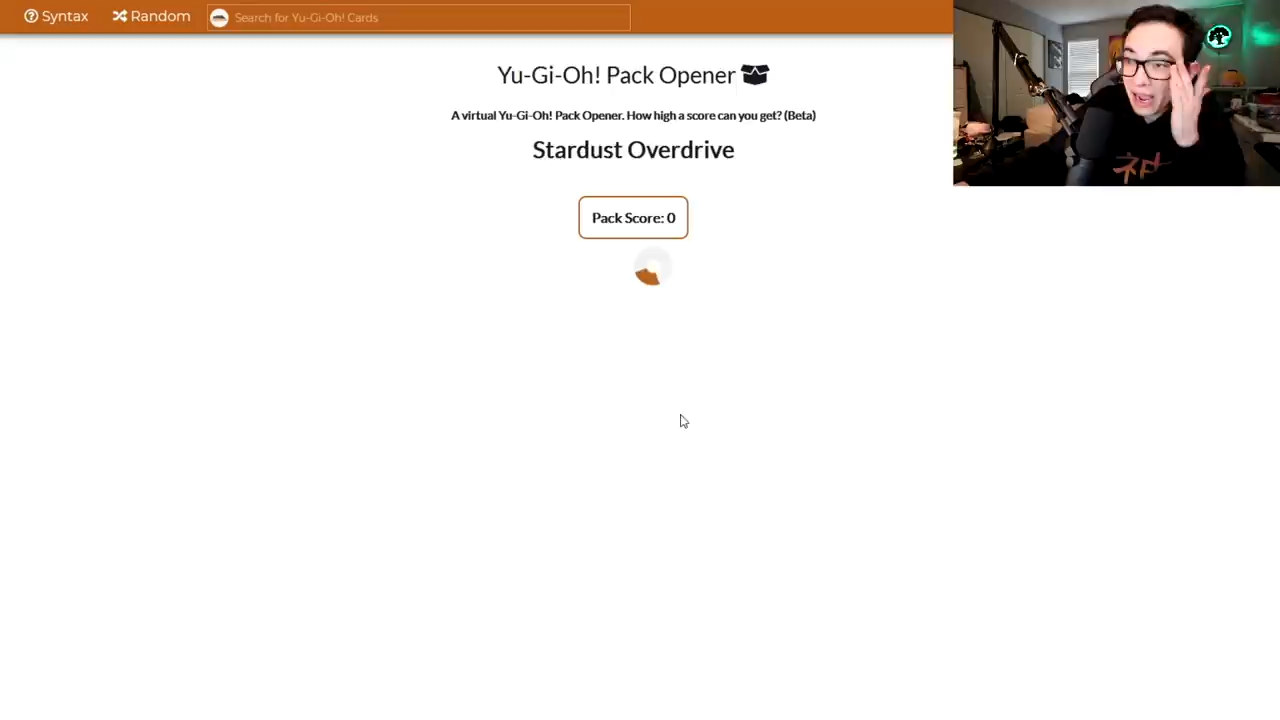 Syntax
Random
Search for Yu-Gi-Oh! Cards
Yu-Gi-Oh! Pack Opener
A virtual Yu-Gi-Oh! Pack Opener. How high a score can you get? (Beta)
Stardust Overdrive
Pack Score: 0
神